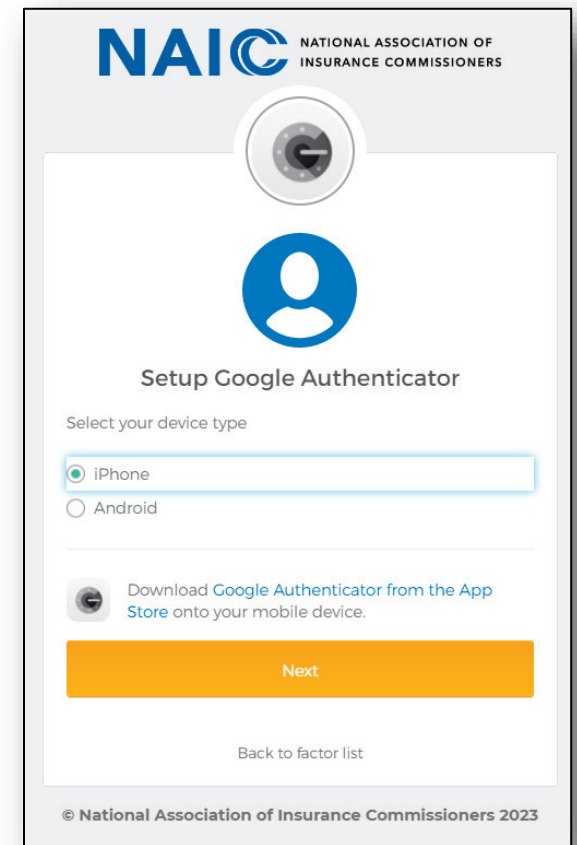 NAIC NATIONAL ASSOCIATION OF
INSURANCE COMMISSIONERS
Setup Google Authenticator
Select your device type
iPhone
Android
Download Google Authenticator from the App
Store onto your mobile device.
Next
Back to factor list
© National Association of Insurance Commissioners 2023